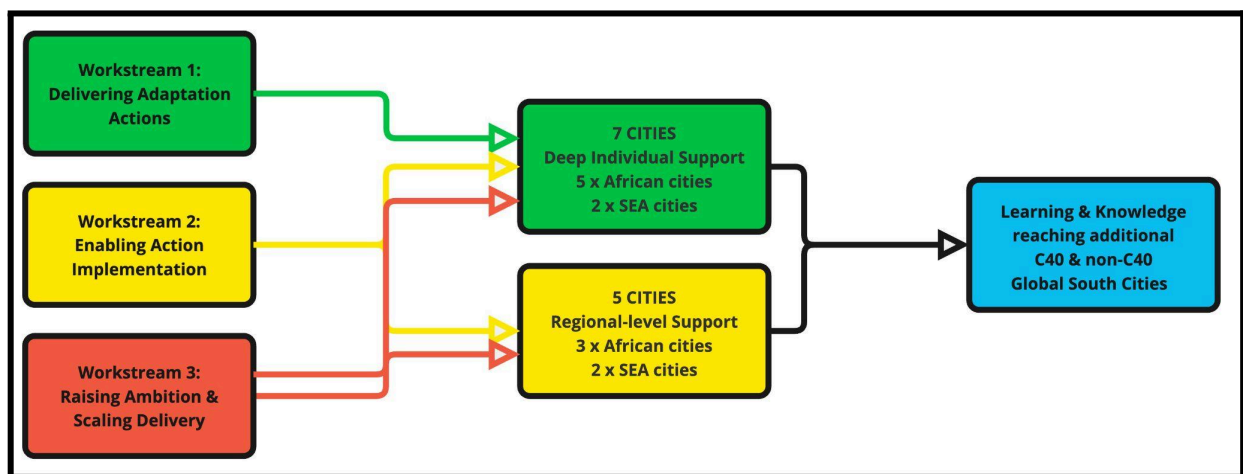 Workstream 1:
Delivering Adaptation
Actions
Workstream 2:
Enabling Action
Implementation
Workstream 3:
Raising Ambition &
Scaling Delivery
7 CITIES
Deep Individual Support
5 x African cities
2 x SEA cities
5 CITIES
Regional-level Support
3 x African cities
2 x SEA cities
Learning & Knowledge
reaching additional
C40 & non-C40
Global South Cities